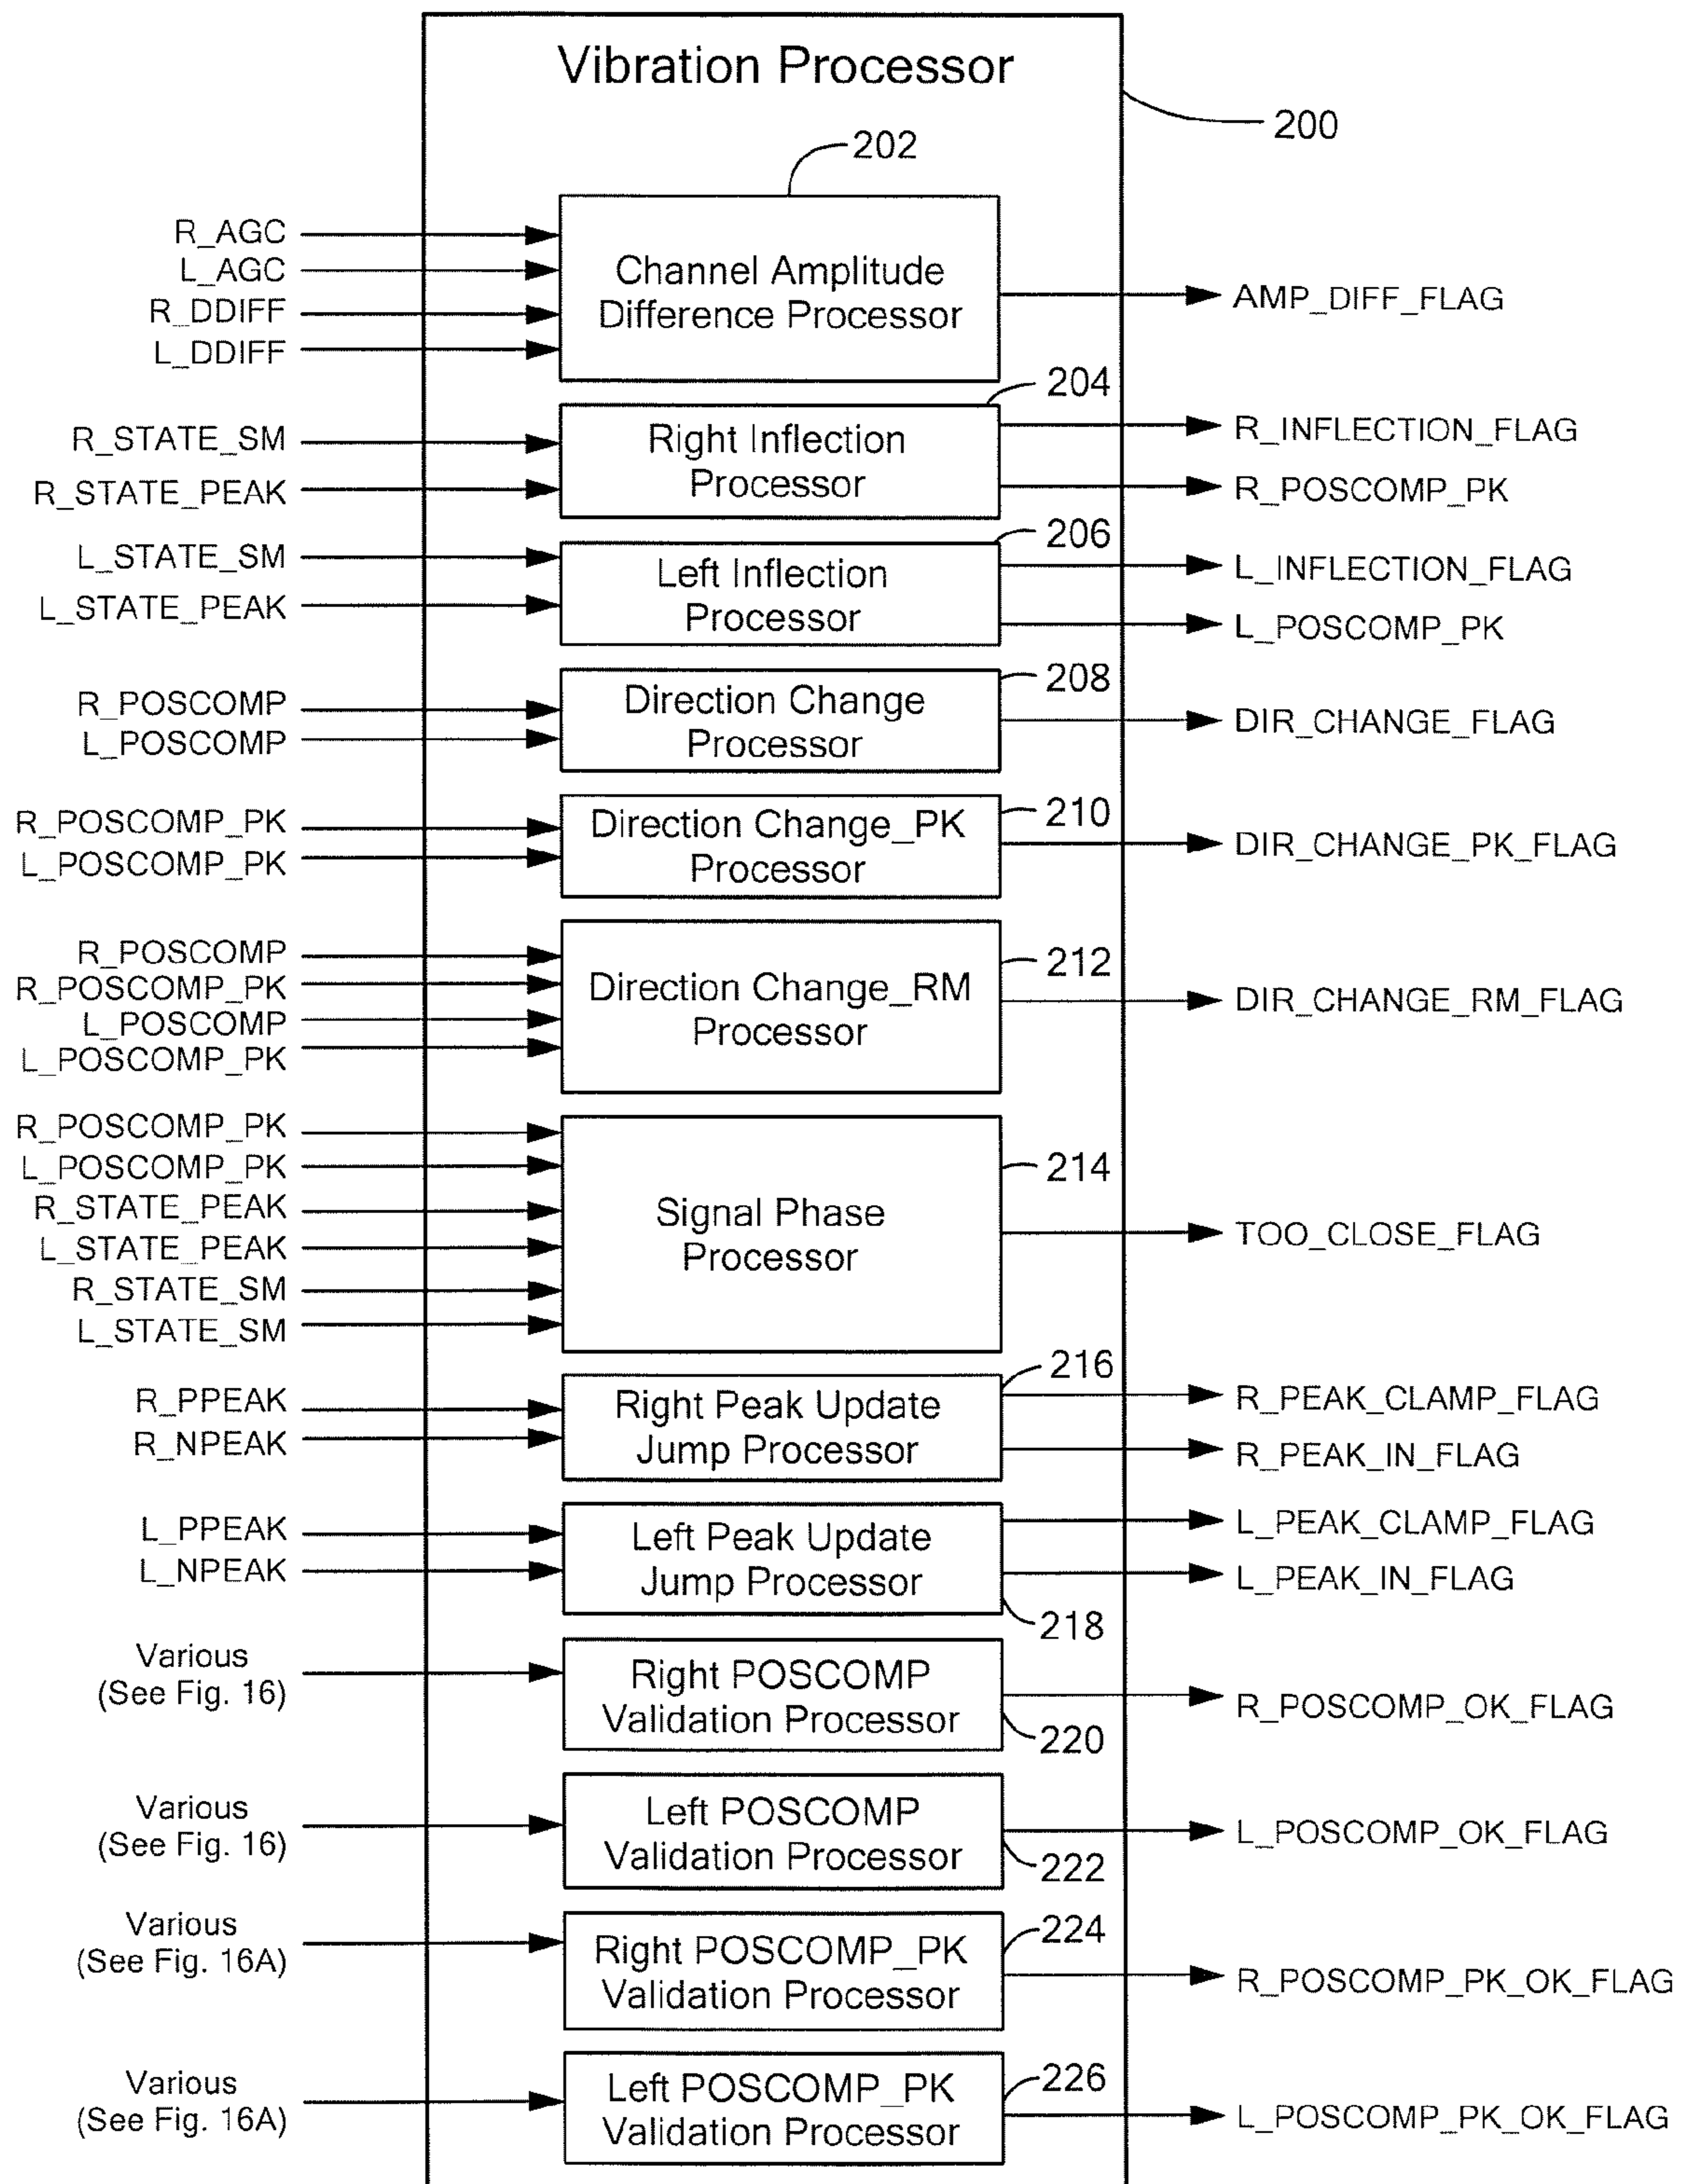 Vibration Processor
200
202
R_AGC
L_AGC
R_DDIFF
L_DDIFF
Channel Amplitude
Difference Processor
AMP_DIFF_FLAG
204
R_STATE_SM
R_STATE_PEAK
Right Inflection
Processor
R_INFLECTION_FLAG
R_POSCOMP_PK
206
L_STATE_SM
L_STATE_PEAK
Left Inflection
Processor
L_INFLECTION_FLAG
L_POSCOMP_PK
208
R_POSCOMP
L_POSCOMP
Direction Change
Processor
DIR_CHANGE_FLAG
210
R_POSCOMP_PK
L_POSCOMP_PK
Direction Change_PK
Processor
DIR_CHANGE_PK_FLAG
212
R_POSCOMP
R_POSCOMP_PK
L_POSCOMP
L_POSCOMP_PK
Direction Change_RM
Processor
DIR_CHANGE_RM_FLAG
214
R_POSCOMP_PK
L_POSCOMP_PK
R_STATE_PEAK
L_STATE_PEAK
R_STATE_SM
L_STATE_SM
Signal Phase
Processor
TOO_CLOSE_FLAG
216
R_PPEAK
R_NPEAK
Right Peak Update
Jump Processor
R_PEAK_CLAMP_FLAG
R_PEAK_IN_FLAG
L_PPEAK
L_NPEAK
Left Peak Update
Jump Processor
L_PEAK_CLAMP_FLAG
L_PEAK_IN_FLAG
218
Various
(See Fig. 16)
Right POSCOMP
Validation Processor
R_POSCOMP_OK_FLAG
220
Various
(See Fig. 16)
Left POSCOMP
Validation Processor
L_POSCOMP_OK_FLAG
222
Various
(See Fig. 16A)
224
Right POSCOMP_PK
Validation Processor
R_POSCOMP_PK_OK_FLAG
Various
(See Fig. 16A)
226
Left POSCOMP_PK
Validation Processor
L_POSCOMP_PK_OK_FLAG